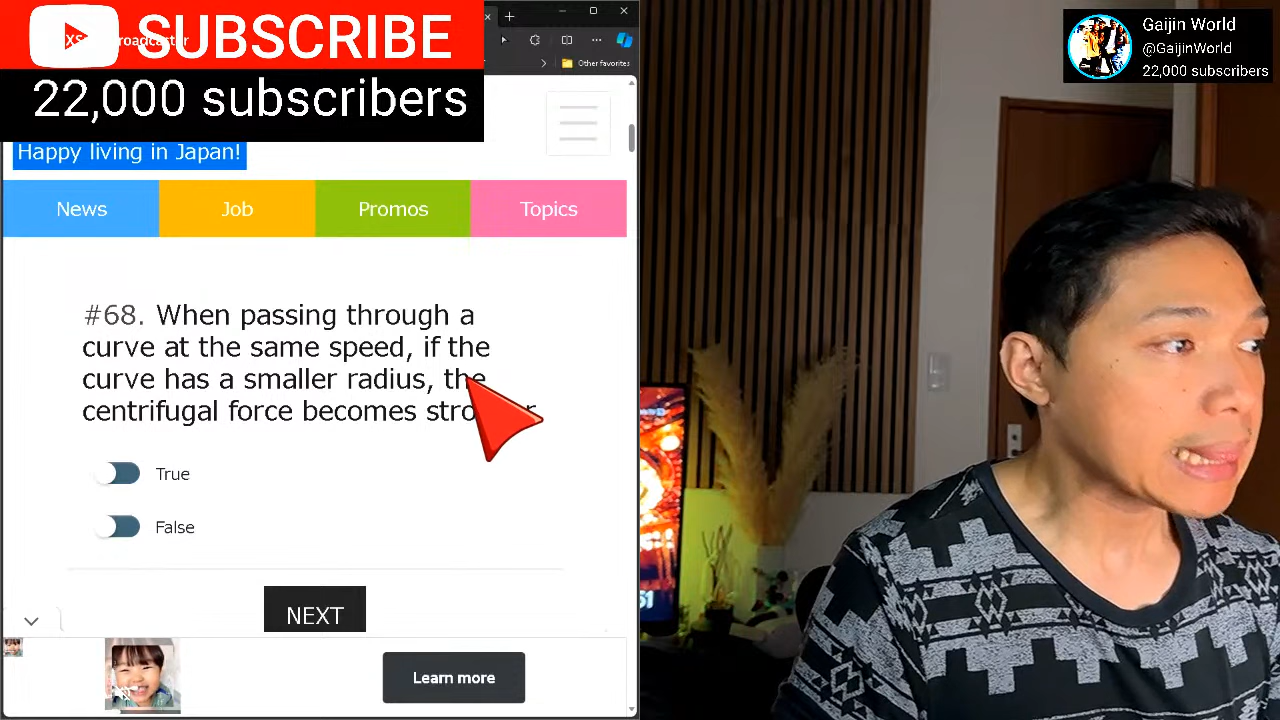 SUBSCRIBE
22,000 subscribers
Other favorites
Happy living in Japan!
News
Job
Promos
Topics
#68. When passing through a
curve at the same speed, if the
curve has a smaller radius, the
centrifugal force becomes
True
False
NEXT
Learn more
Gaijin World
@GaijinWorld
22,000 subscribers